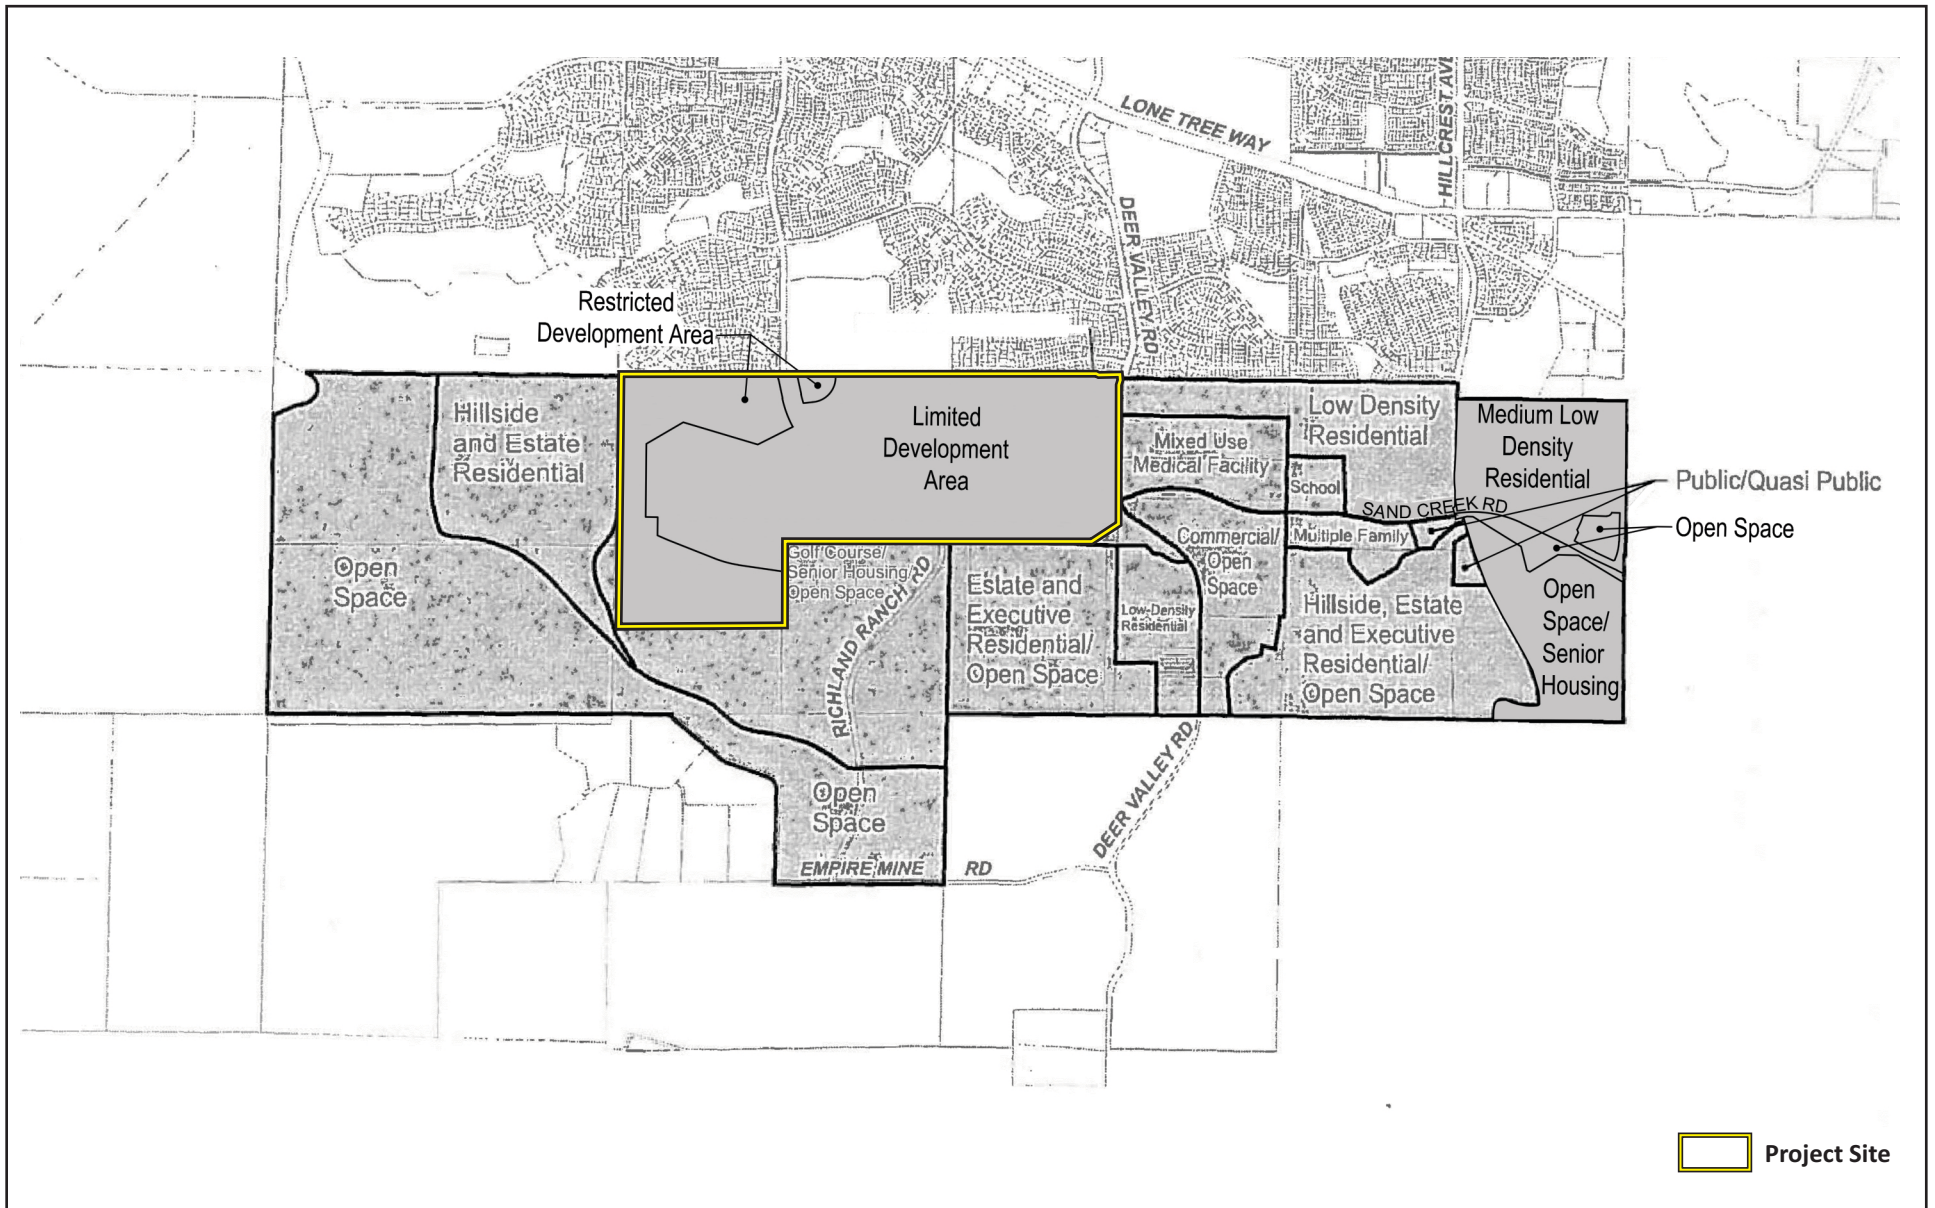 LONE TREE WAY
HILLCREST AVE
DEER VALLEY RD
Restricted
Development Area
Hillside
and Estate
Residential
Limited
Development
Area
Low Density
Residential
Medium Low
Density
Residential
Mixed Use
Medical Facility
School
Public/Quasi Public
SAND CREEK RD
Open Space
Multiple Family
Commercial/
Open
Space
Golf Course/
Senior Housing/
Open Space
Open
Space
Estate and
Executive
Residential/
Open Space
Low-Density
Residential
Hillside, Estate
and Executive
Residential/
Open Space
Open
Space/
Senior
Housing
RICHLAND RANCH RD
DEER VALLEY RD
Open
Space
EMPIRE MINE RD
Project Site